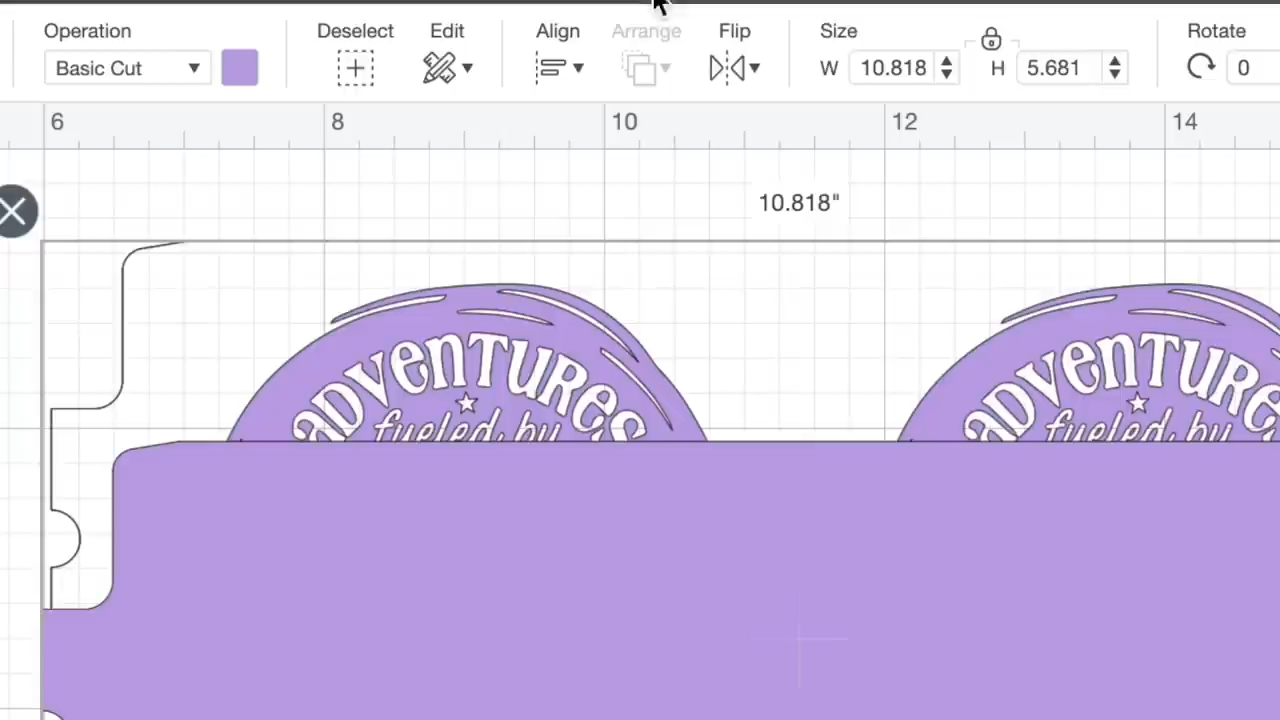 Operation Deselect Edit Align Arrange Flip Size Rotate
Basic Cut W 10.818 H 5.681 0
6 8 10 12 14
10.818"
ADVENTURES ADVENTURES
fueled by fueled by